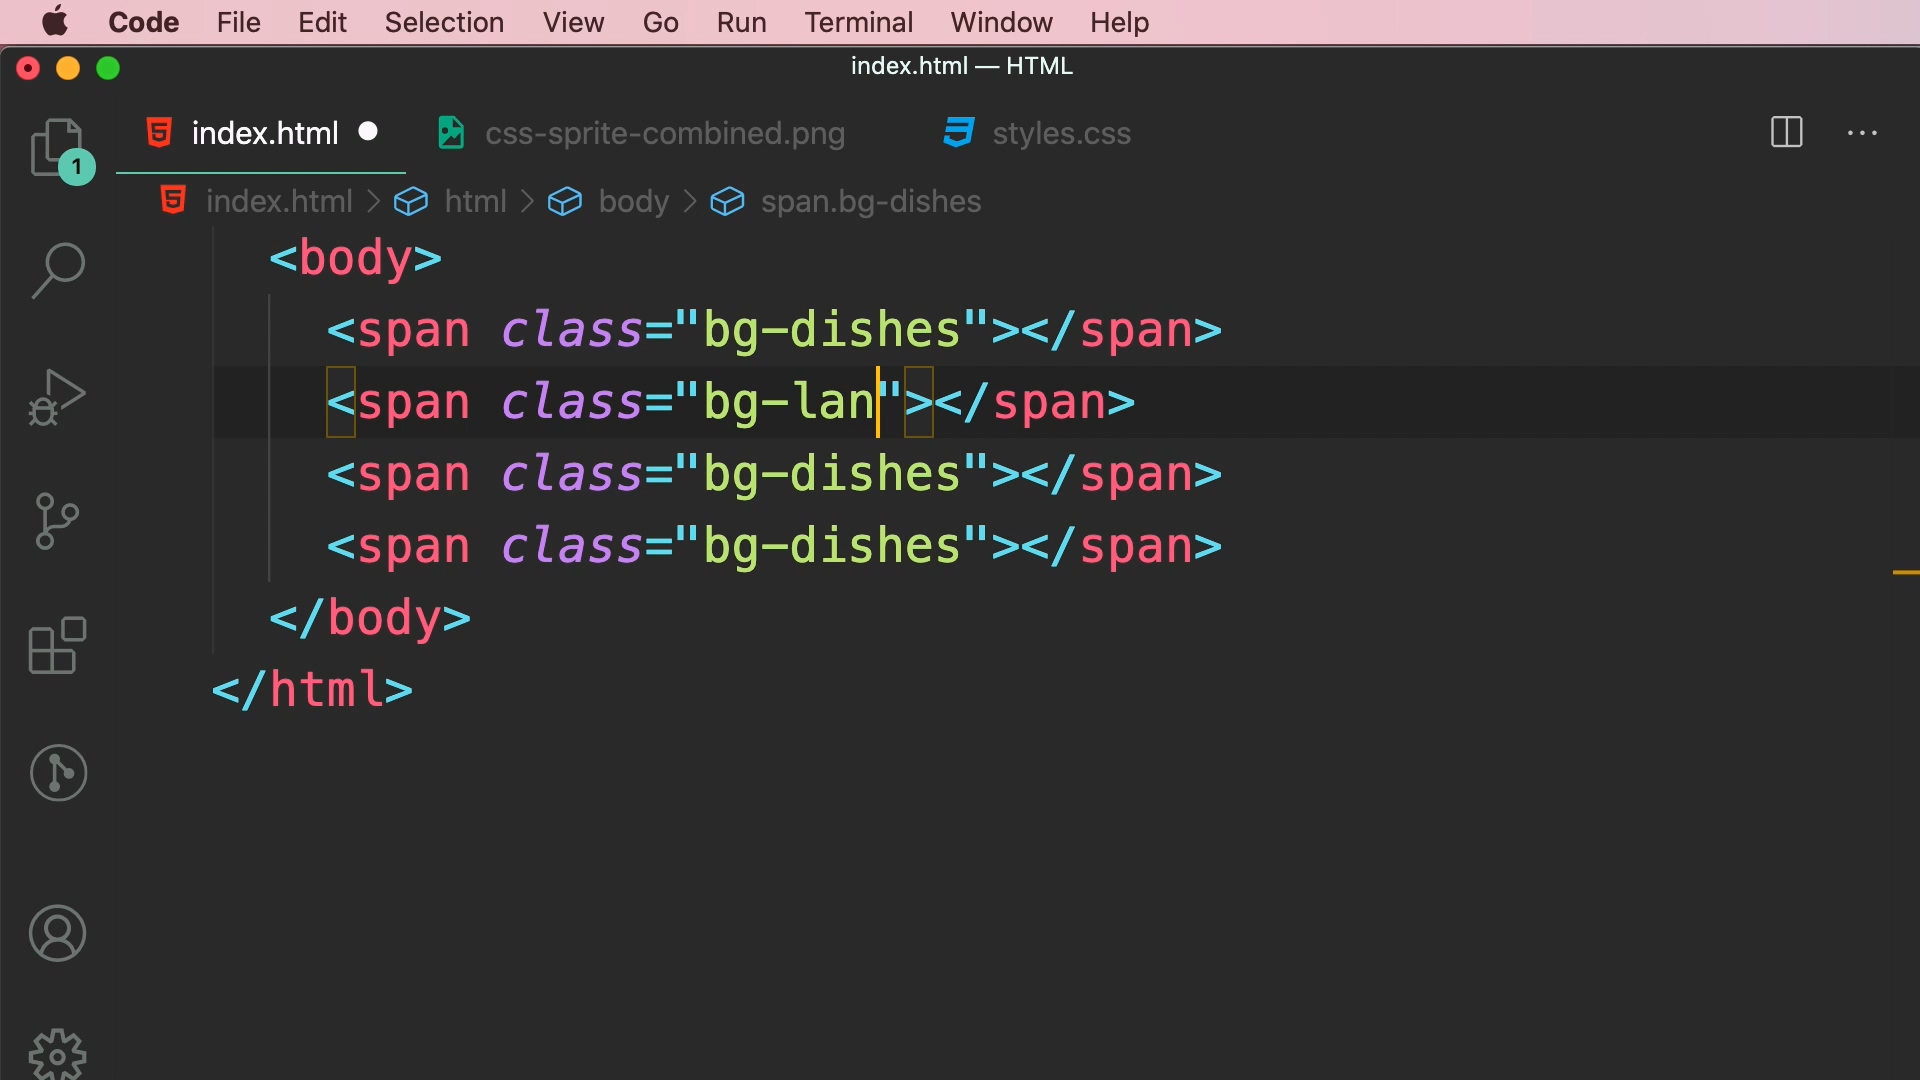 Code File Edit Selection View Go Run Terminal Window Help
index.html — HTML
index.html css-sprite-combined.png styles.css
1
index.html > html > body > span.bg-dishes
<body>
<span class="bg-dishes"></span>
<span class="bg-lan"></span>
<span class="bg-dishes"></span>
<span class="bg-dishes"></span>
</body>
</html>